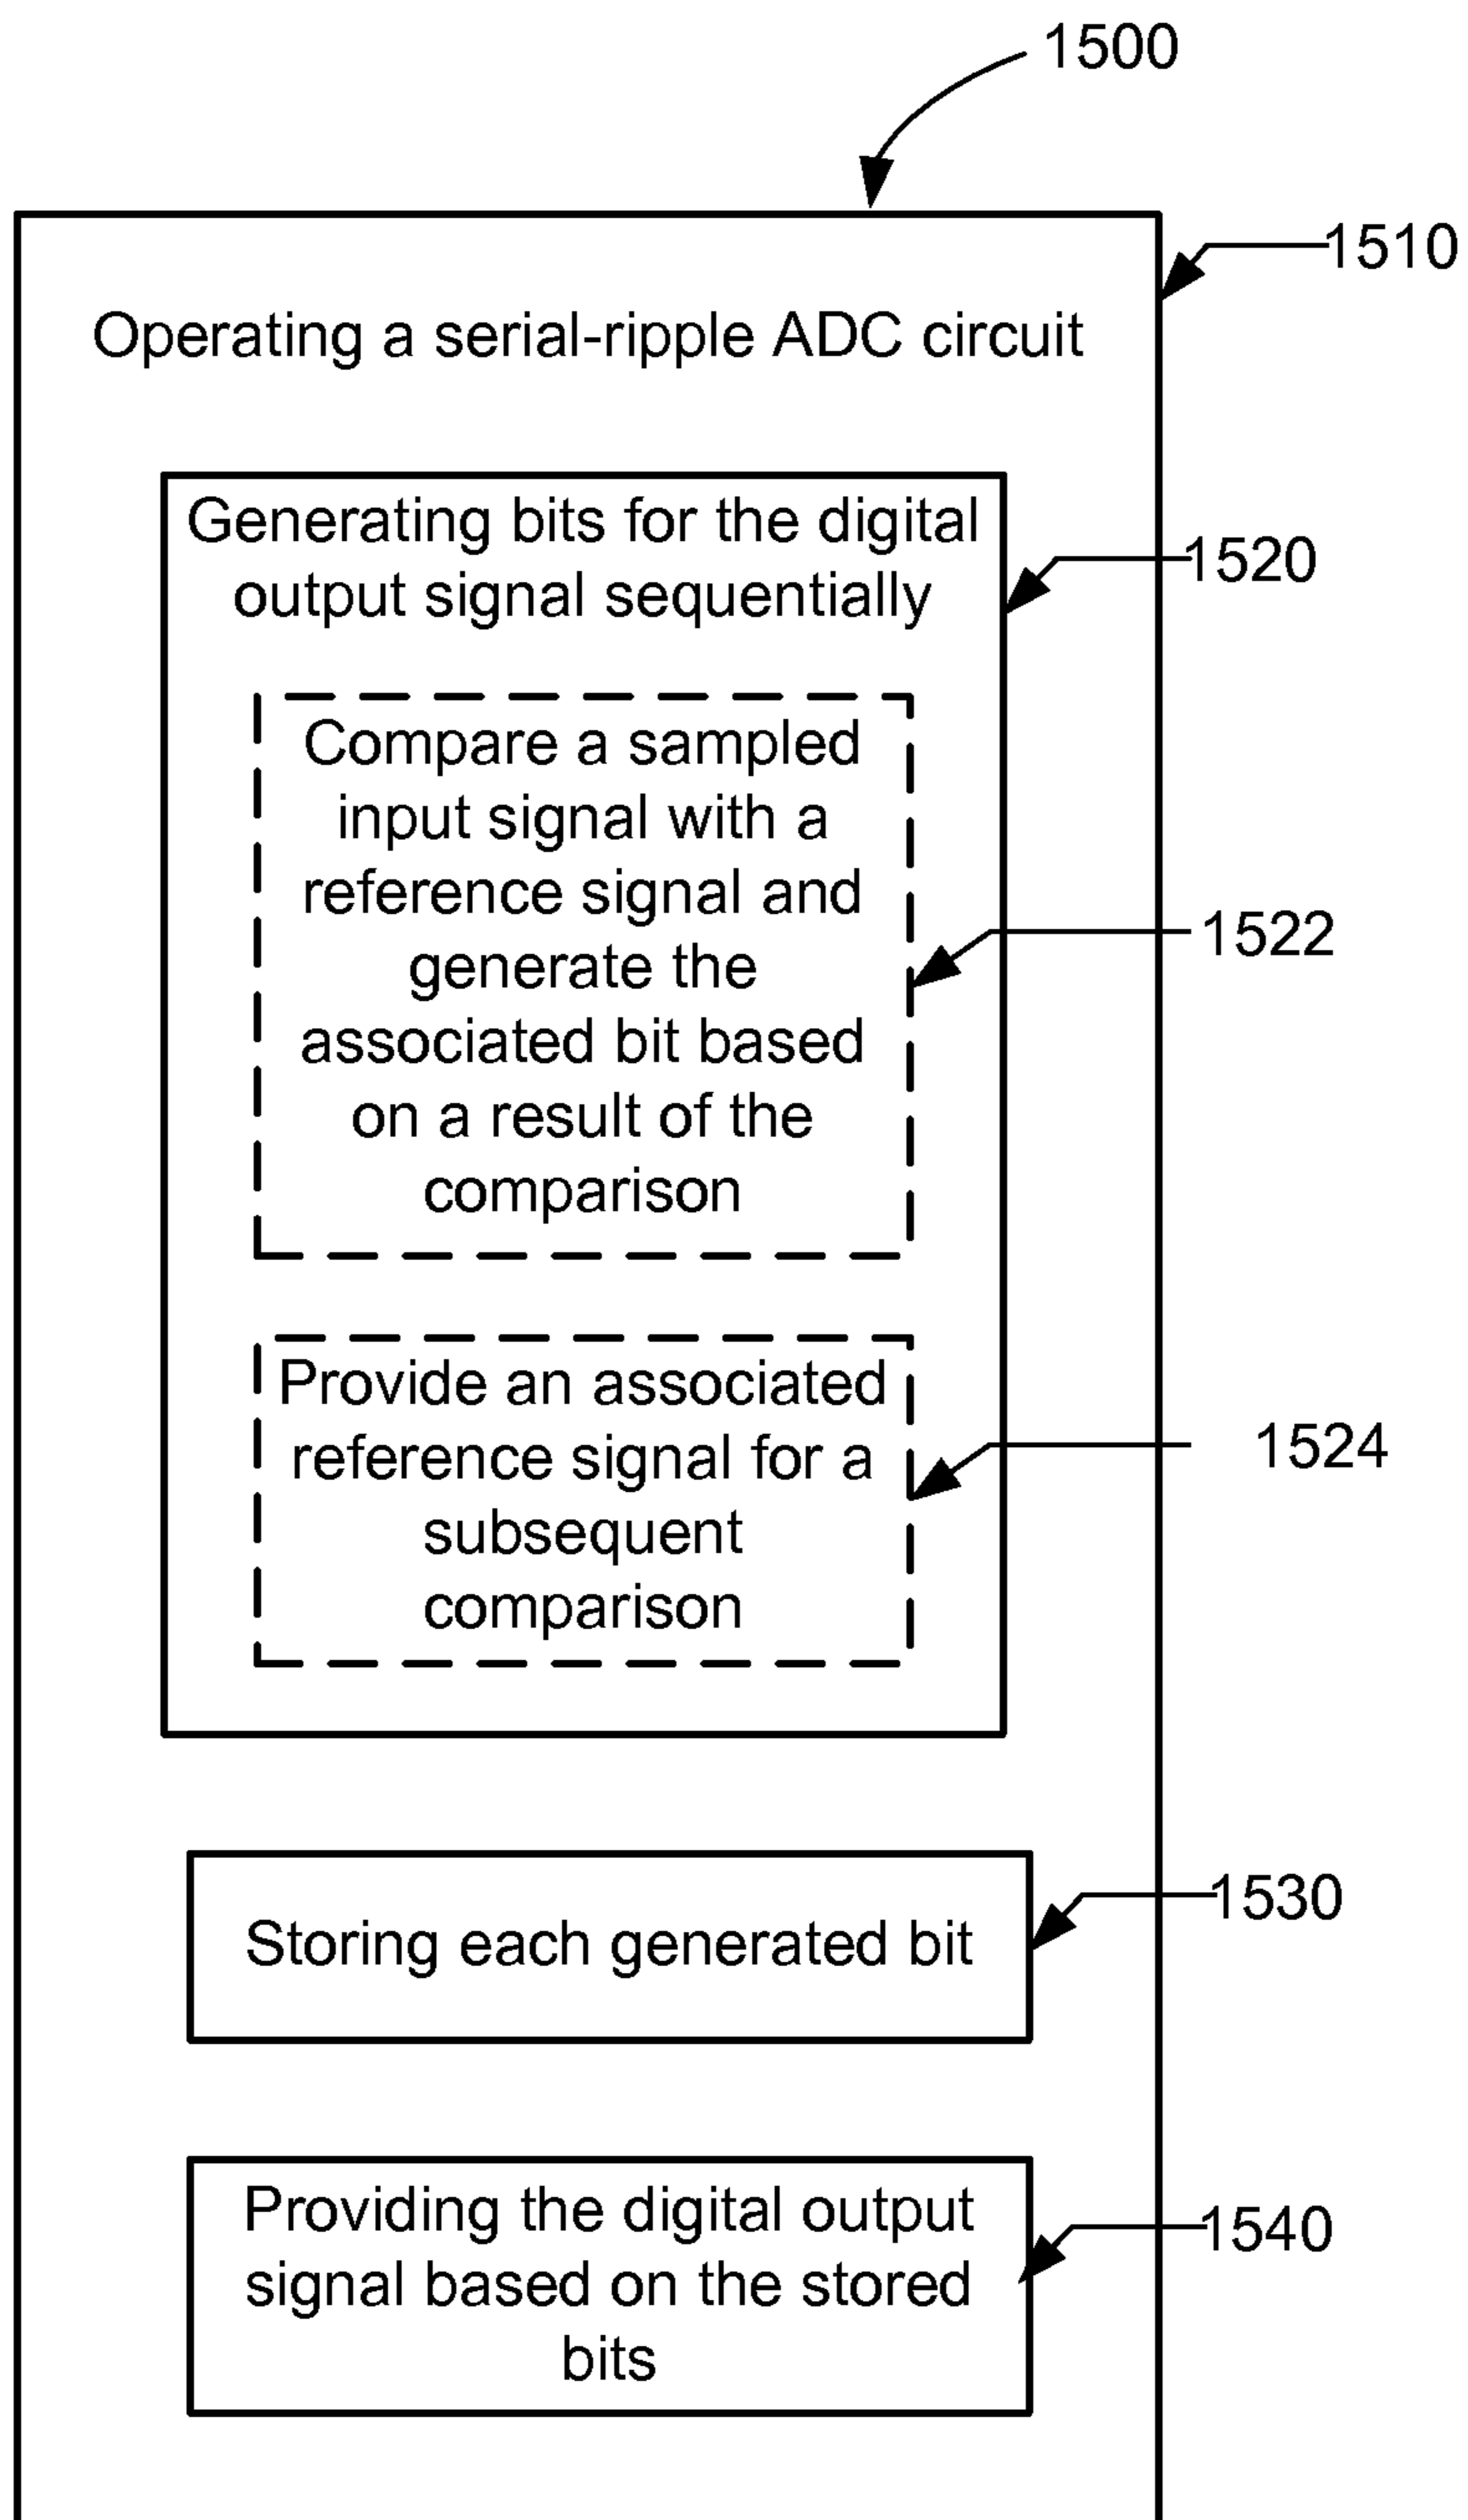 1500
1510
Operating a serial-ripple ADC circuit
Generating bits for the digital
output signal sequentially
1520
Compare a sampled
input signal with a
reference signal and
generate the
associated bit based
on a result of the
comparison
1522
Provide an associated
reference signal for a
subsequent
comparison
1524
Storing each generated bit
1530
Providing the digital output
signal based on the stored
bits
1540